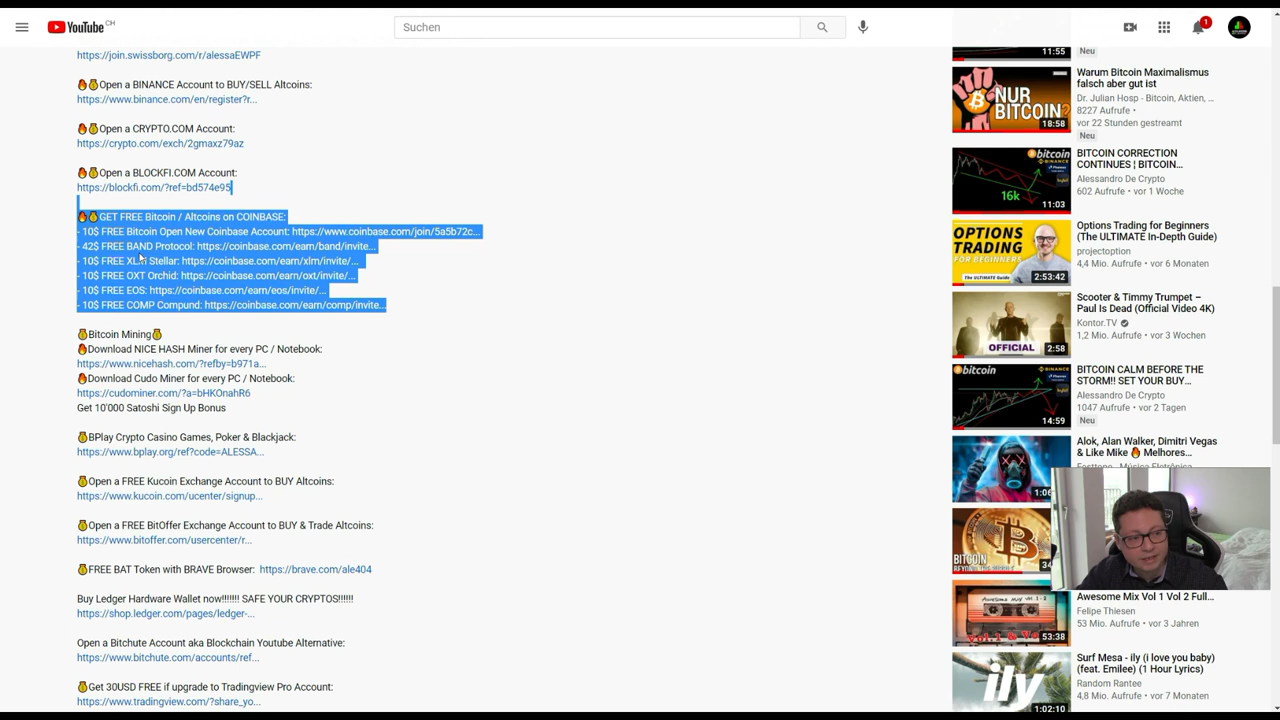 YouTube CH
Suchen
1
https://join.swissborg.com/r/alessaEWPF
🔥💰Open a BINANCE Account to BUY/SELL Altcoins:
https://www.binance.com/en/register?r...
🔥💰Open a CRYPTO.COM Account:
https://crypto.com/exch/2gmaxz79az
🔥💰Open a BLOCKFI.COM Account:
https://blockfi.com/?ref=bd574e95
🔥💰GET FREE Bitcoin / Altcoins on COINBASE:
- 10$ FREE Bitcoin Open New Coinbase Account: https://www.coinbase.com/join/5a5b72c...
- 42$ FREE BAND Protocol: https://coinbase.com/earn/band/invite...
- 10$ FREE XLM Stellar: https://coinbase.com/earn/xlm/invite/...
- 10$ FREE OXT Orchid: https://coinbase.com/earn/oxt/invite/...
- 10$ FREE EOS: https://coinbase.com/earn/eos/invite/...
- 10$ FREE COMP Compund: https://coinbase.com/earn/comp/invite...
💰Bitcoin Mining💰
🔥Download NICE HASH Miner for every PC / Notebook:
https://www.nicehash.com/?refby=b971a...
🔥Download Cudo Miner for every PC / Notebook:
https://cudominer.com/?a=bHKOnahR6
Get 10'000 Satoshi Sign Up Bonus
💰BPlay Crypto Casino Games, Poker & Blackjack:
https://www.bplay.org/ref?code=ALESSA...
💰Open a FREE Kucoin Exchange Account to BUY Altcoins:
https://www.kucoin.com/ucenter/signup...
💰Open a FREE BitOffer Exchange Account to BUY & Trade Altcoins:
https://www.bitoffer.com/usercenter/r...
💰FREE BAT Token with BRAVE Browser: https://brave.com/ale404
Buy Ledger Hardware Wallet now!!!!!!! SAFE YOUR CRYPTOS!!!!!!
https://shop.ledger.com/pages/ledger-...
Open a Bitchute Account aka Blockchain Youtube Alternative:
https://www.bitchute.com/accounts/ref...
💰Get 30USD FREE if upgrade to Tradingview Pro Account:
https://www.tradingview.com/?share_yo...
11:55
Neu
NUR
BITCOIN?
18:58
Warum Bitcoin Maximalismus
falsch aber gut ist
Dr. Julian Hosp - Bitcoin, Aktien, ...
8227 Aufrufe •
vor 22 Stunden gestreamt
Neu
bitcoin
BINANCE
16k
11:03
BITCOIN CORRECTION
CONTINUES ¦ BITCOIN...
Alessandro De Crypto
602 Aufrufe • vor 1 Woche
OPTIONS
TRADING
FOR
BEGINNERS
The ULTIMATE Guide
2:53:42
Options Trading for Beginners
(The ULTIMATE In-Depth Guide)
projectoption
4,4 Mio. Aufrufe • vor 6 Monaten
OFFICIAL
2:58
Scooter & Timmy Trumpet –
Paul Is Dead (Official Video 4K)
Kontor.TV
1,2 Mio. Aufrufe • vor 3 Wochen
bitcoin
BINANCE
14:59
BITCOIN CALM BEFORE THE
STORM!! SET YOUR BUY...
Alessandro De Crypto
1047 Aufrufe • vor 2 Tagen
Neu
1:06
Alok, Alan Walker, Dimitri Vegas
& Like Mike 🔥 Melhores...
BITCOIN
BEYOND THE BUBBLE
34
AWESOME MIX VOL. 1
53:38
Awesome Mix Vol 1 Vol 2 Full...
Felipe Thiesen
53 Mio. Aufrufe • vor 3 Jahren
ily
1:02:10
Surf Mesa - ily (i love you baby)
(feat. Emilee) (1 Hour Lyrics)
Random Rantee
4,8 Mio. Aufrufe • vor 7 Monaten